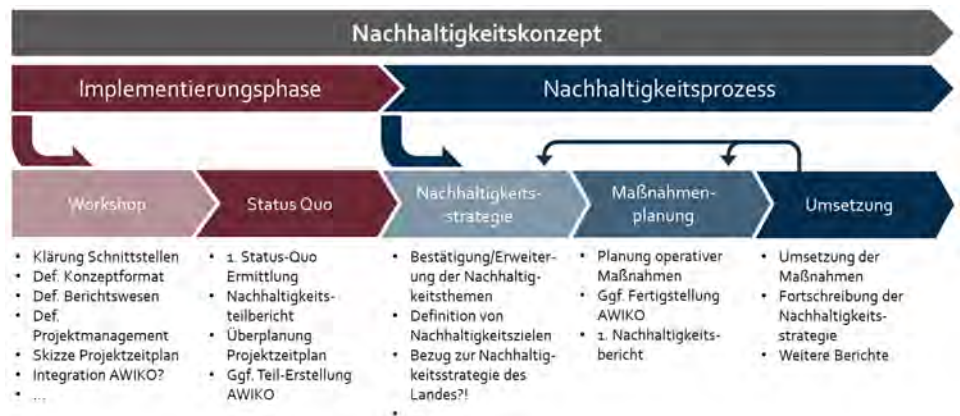 Nachhaltigkeitskonzept
Implementierungsphase
Nachhaltigkeitsprozess
Workshop
Status Quo
Nachhaltigkeits-
strategie
Maßnahmen-
planung
Umsetzung
• Klärung Schnittstellen
• Def. Konzeptformat
• Def. Berichtswesen
• Def.
Projektmanagement
• Skizze Projektzeitplan
• Integration AWIKO?
• ...
• 1. Status-Quo
Ermittlung
• Nachhaltigkeits-
teilbericht
• Überplanung
Projektzeitplan
• Ggf. Teil-Erstellung
AWIKO
• Bestätigung/Erweiter-
ung der Nachhaltig-
keitsthemen
• Definition von
Nachhaltigkeitszielen
• Bezug zur Nachhaltig-
keitsstrategie des
Landes?!
•
• Planung operativer
Maßnahmen
• Ggf. Fertigstellung
AWIKO
• 1. Nachhaltigkeits-
bericht
• Umsetzung der
Maßnahmen
• Fortschreibung der
Nachhaltigkeits-
strategie
• Weitere Berichte